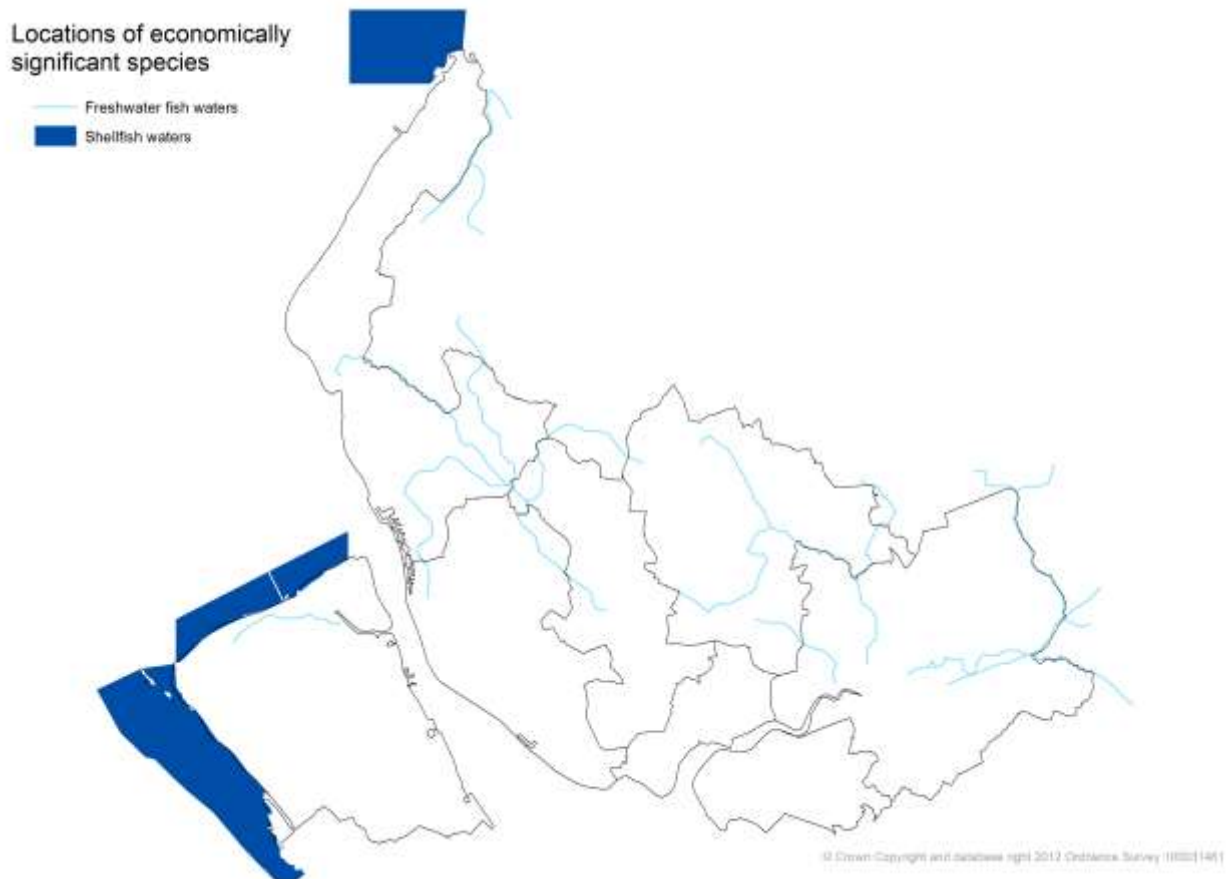 Locations of economically
significant species
Freshwater fish waters
Shellfish waters
© Crown Copyright and database right 2012 Ordnance Survey